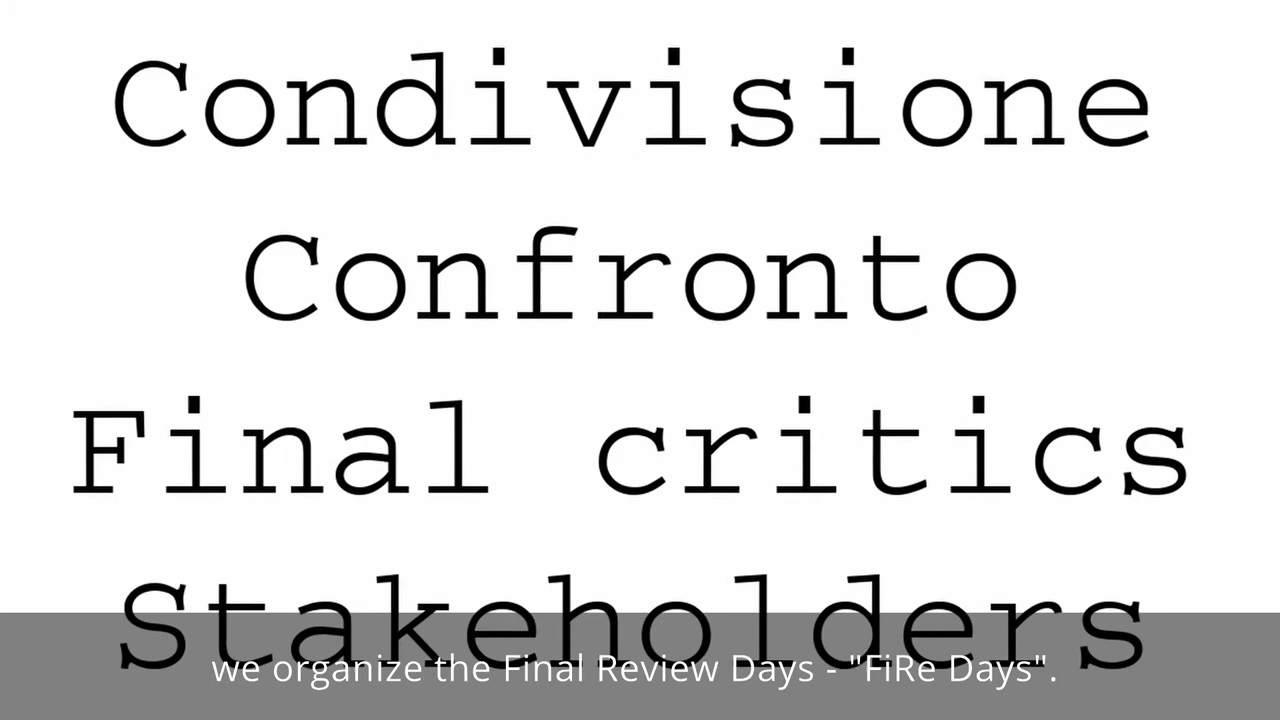 Condivisione
Confronto
Final critics
Stakeholders
we organize the Final Review Days - "FiRe Days".